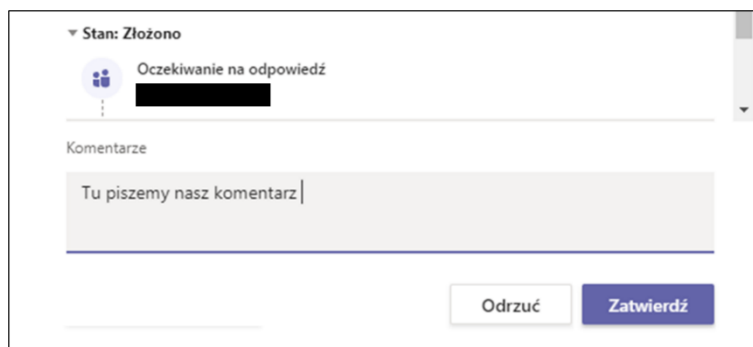 Stan: Złożono
Oczekiwanie na odpowiedź
Komentarze
Tu piszemy nasz komentarz
Odrzuć
Zatwierdź